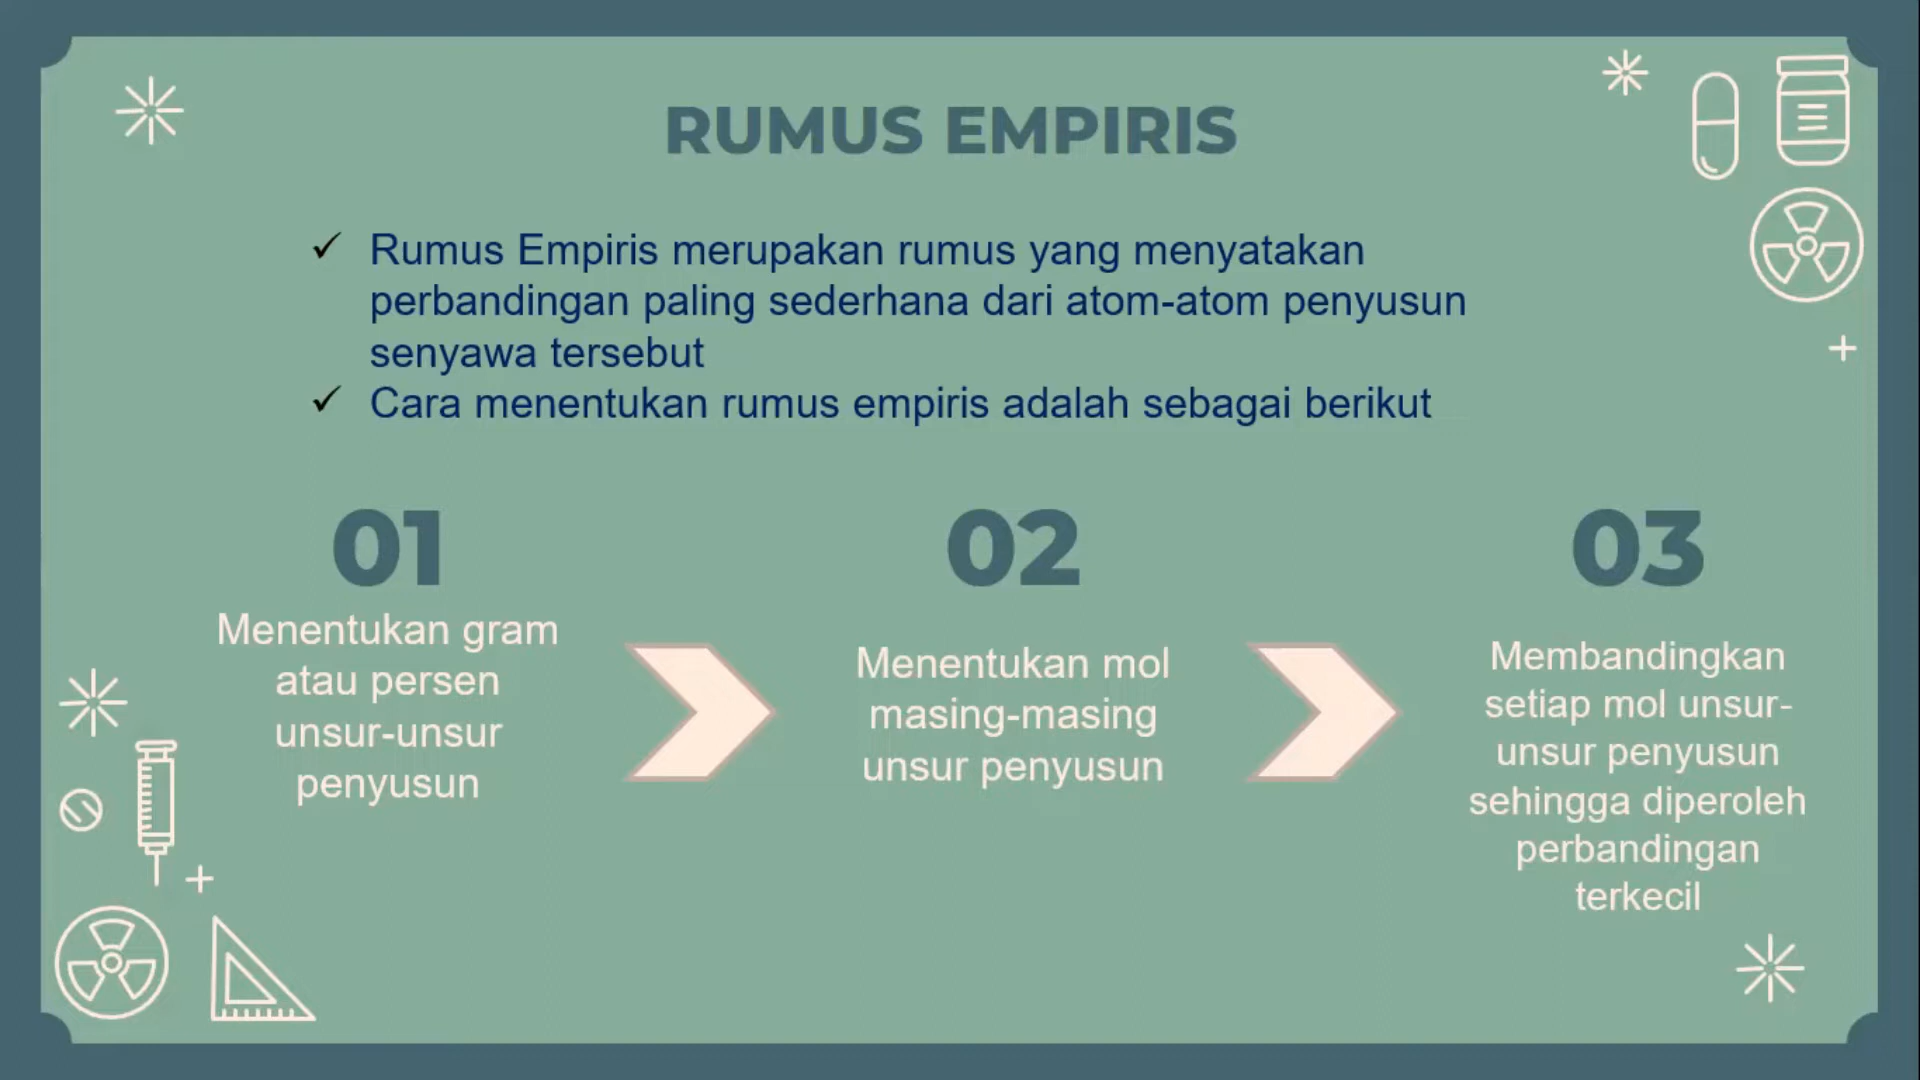 RUMUS EMPIRIS
✓ Rumus Empiris merupakan rumus yang menyatakan
perbandingan paling sederhana dari atom-atom penyusun
senyawa tersebut
✓ Cara menentukan rumus empiris adalah sebagai berikut
01
Menentukan gram
atau persen
unsur-unsur
penyusun
02
Menentukan mol
masing-masing
unsur penyusun
03
Membandingkan
setiap mol unsur-
unsur penyusun
sehingga diperoleh
perbandingan
terkecil